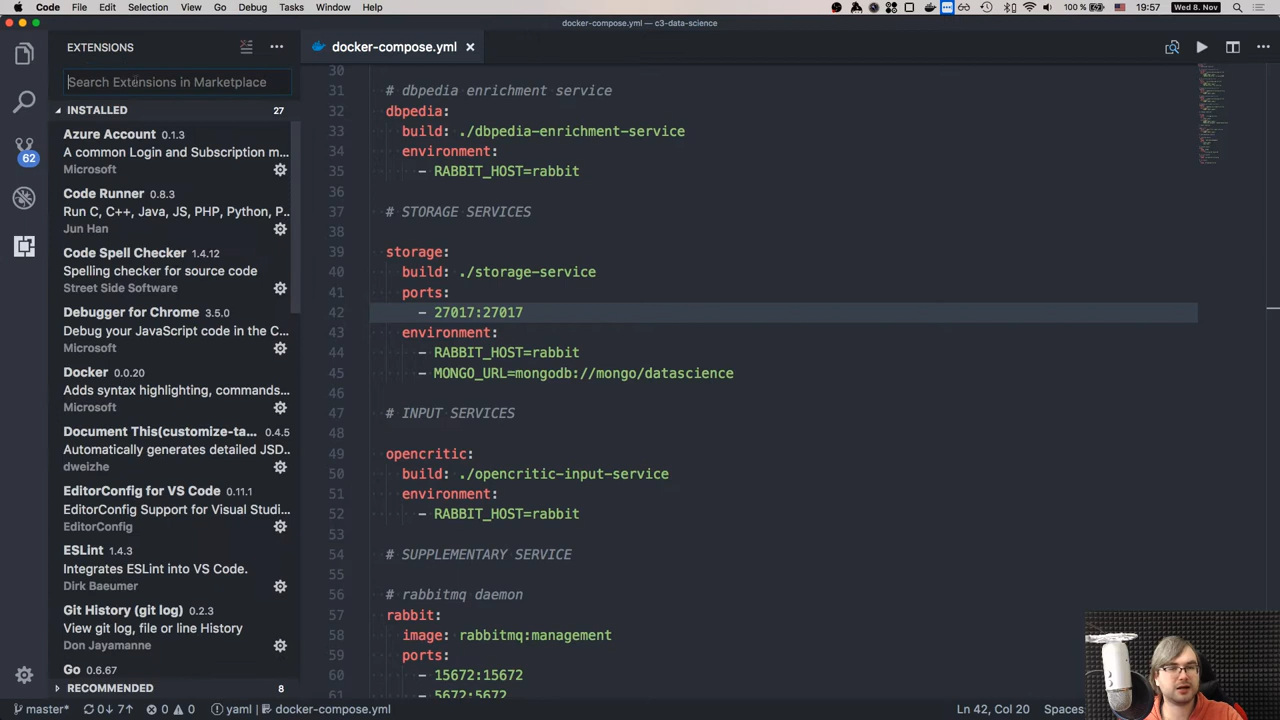 Code File Edit Selection View Go Debug Tasks Window Help 100 % 19:57 Wed 8. Nov
docker-compose.yml — c3-data-science
EXTENSIONS
docker-compose.yml
Search Extensions in Marketplace
INSTALLED 27
Azure Account 0.1.3
A common Login and Subscription m...
Microsoft
Code Runner 0.8.3
Run C, C++, Java, JS, PHP, Python, P...
Jun Han
Code Spell Checker 1.4.12
Spelling checker for source code
Street Side Software
Debugger for Chrome 3.5.0
Debug your JavaScript code in the C...
Microsoft
Docker 0.0.20
Adds syntax highlighting, commands...
Microsoft
Document This(customize-ta... 0.4.5
Automatically generates detailed JSD...
dweizhe
EditorConfig for VS Code 0.11.1
EditorConfig Support for Visual Studi...
EditorConfig
ESLint 1.4.3
Integrates ESLint into VS Code.
Dirk Baeumer
Git History (git log) 0.2.3
View git log, file or line History
Don Jayamanne
Go 0.6.67
RECOMMENDED 8
62
30
31 # dbpedia enrichment service
32 dbpedia:
33 build: ./dbpedia-enrichment-service
34 environment:
35 - RABBIT_HOST=rabbit
36
37 # STORAGE SERVICES
38
39 storage:
40 build: ./storage-service
41 ports:
42 - 27017:27017
43 environment:
44 - RABBIT_HOST=rabbit
45 - MONGO_URL=mongodb://mongo/datascience
46
47 # INPUT SERVICES
48
49 opencritic:
50 build: ./opencritic-input-service
51 environment:
52 - RABBIT_HOST=rabbit
53
54 # SUPPLEMENTARY SERVICE
55
56 # rabbitmq daemon
57 rabbit:
58 image: rabbitmq:management
59 ports:
60 - 15672:15672
61 - 5672:5672
master* 0↓ 7↑ 0 0 yaml docker-compose.yml Ln 42, Col 20 Spaces